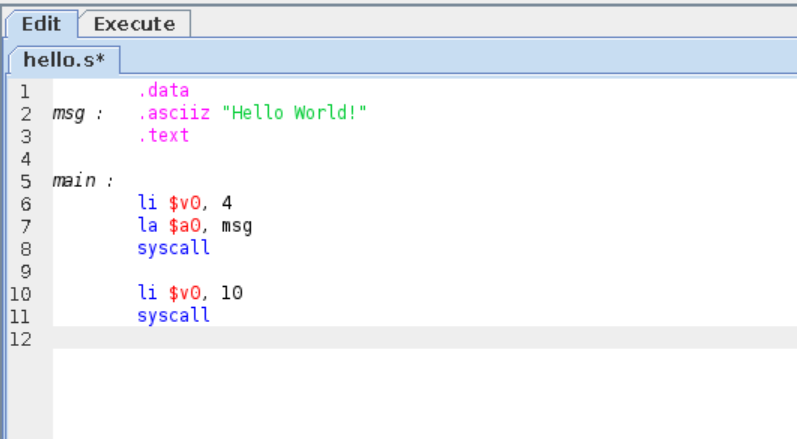 Edit Execute
hello.s*
1 .data
2 msg : .asciiz "Hello World!"
3 .text
4
5 main :
6 li $v0, 4
7 la $a0, msg
8 syscall
9
10 li $v0, 10
11 syscall
12